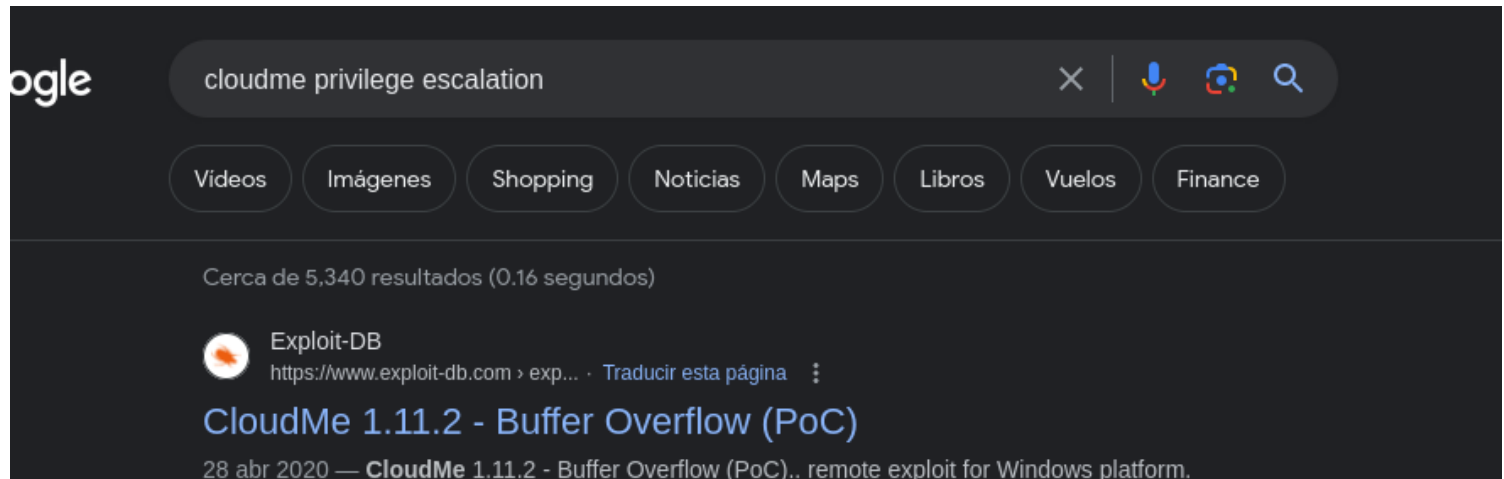 ogle
cloudme privilege escalation
Vídeos Imágenes Shopping Noticias Maps Libros Vuelos Finance
Cerca de 5,340 resultados (0.16 segundos)
Exploit-DB
https://www.exploit-db.com › exp... · Traducir esta página
CloudMe 1.11.2 - Buffer Overflow (PoC)
28 abr 2020 — CloudMe 1.11.2 - Buffer Overflow (PoC).. remote exploit for Windows platform.